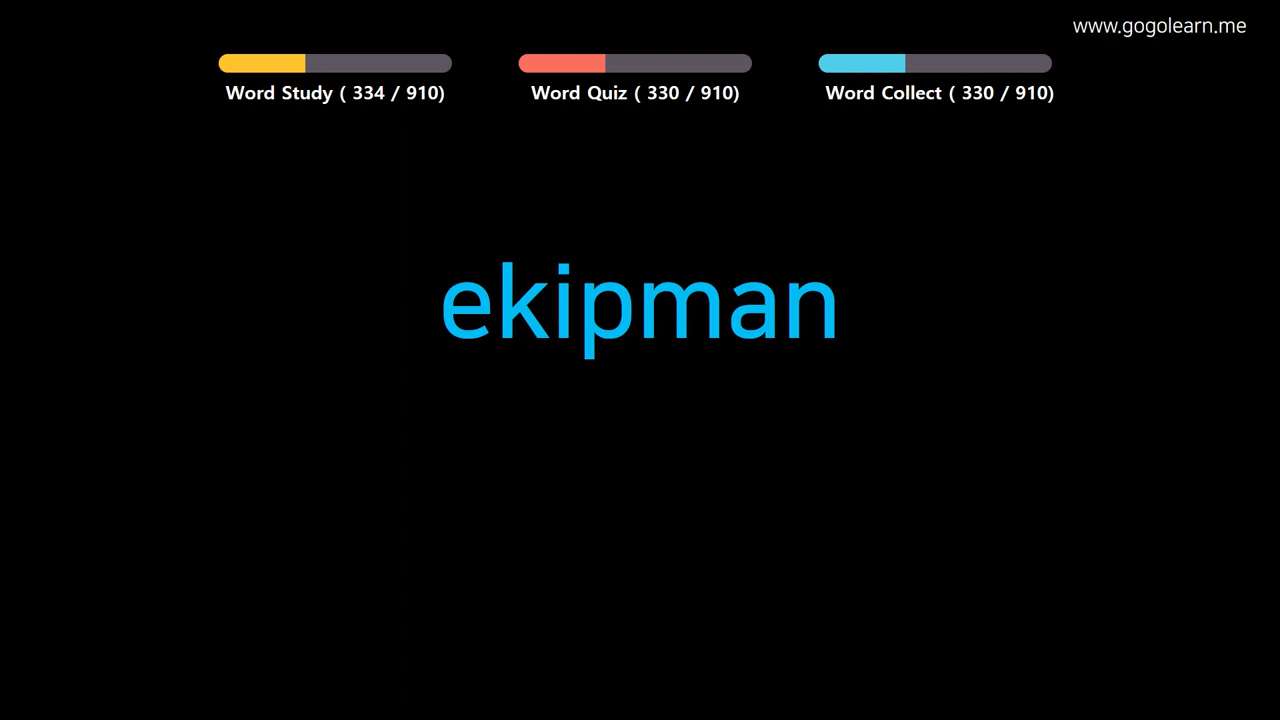 www.gogolearn.me
Word Study ( 334 / 910)
Word Quiz ( 330 / 910)
Word Collect ( 330 / 910)
ekipman